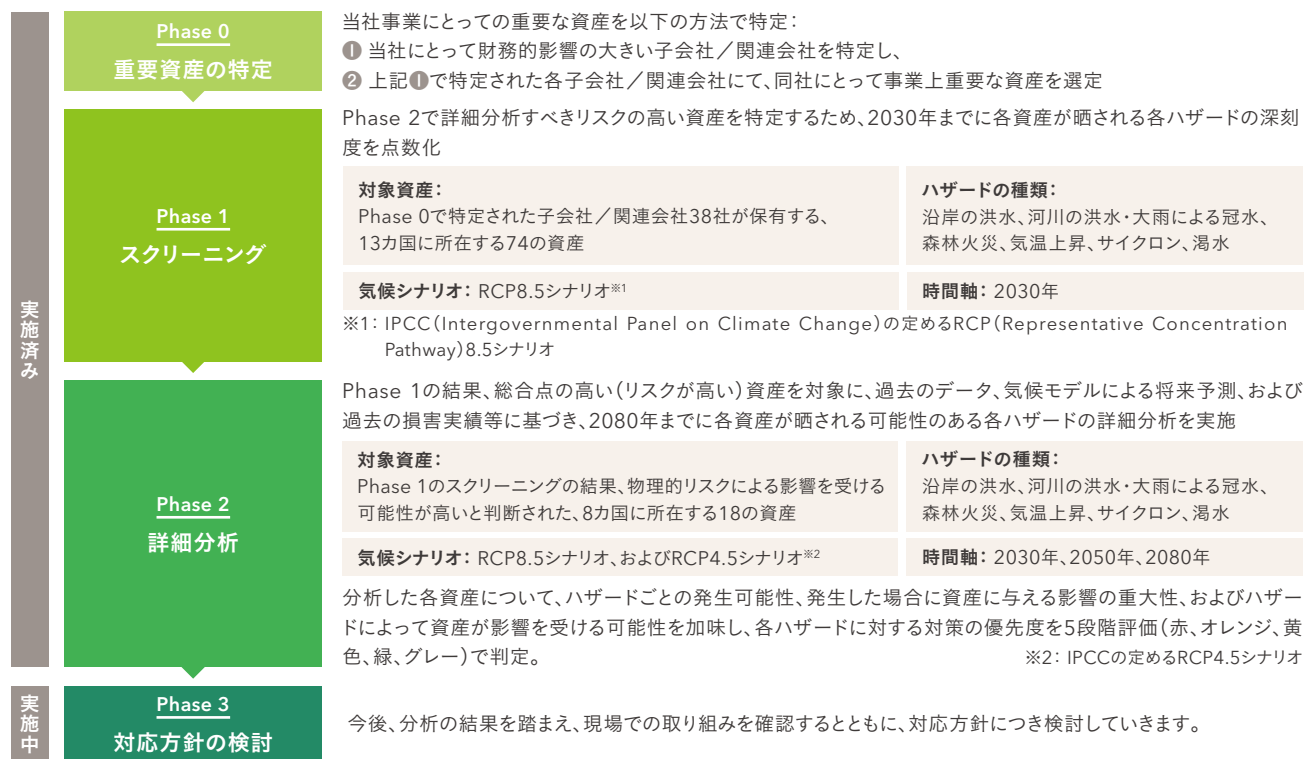 実施済み
Phase 0
重要資産の特定
当社事業にとっての重要な資産を以下の方法で特定：
❶ 当社にとって財務的影響の大きい子会社／関連会社を特定し、
❷ 上記❶で特定された各子会社／関連会社にて、同社にとって事業上重要な資産を選定
Phase 1
スクリーニング
Phase 2で詳細分析すべきリスクの高い資産を特定するため、2030年までに各資産が晒される各ハザードの深刻
度を点数化
対象資産：
Phase 0で特定された子会社／関連会社38社が保有する、
13カ国に所在する74の資産
ハザードの種類：
沿岸の洪水、河川の洪水・大雨による冠水、
森林火災、気温上昇、サイクロン、渇水
気候シナリオ： RCP8.5シナリオ※1
時間軸： 2030年
※1： IPCC（Intergovernmental Panel on Climate Change）の定めるRCP（Representative Concentration
Pathway）8.5シナリオ
Phase 2
詳細分析
Phase 1の結果、総合点の高い（リスクが高い）資産を対象に、過去のデータ、気候モデルによる将来予測、および
過去の損害実績等に基づき、2080年までに各資産が晒される可能性のある各ハザードの詳細分析を実施
対象資産：
Phase 1のスクリーニングの結果、物理的リスクによる影響を受ける
可能性が高いと判断された、8カ国に所在する18の資産
ハザードの種類：
沿岸の洪水、河川の洪水・大雨による冠水、
森林火災、気温上昇、サイクロン、渇水
気候シナリオ： RCP8.5シナリオ、およびRCP4.5シナリオ※2
時間軸： 2030年、2050年、2080年
分析した各資産について、ハザードごとの発生可能性、発生した場合に資産に与える影響の重大性、およびハザー
ドによって資産が影響を受ける可能性を加味し、各ハザードに対する対策の優先度を5段階評価（赤、オレンジ、黄
色、緑、グレー）で判定。
※2： IPCCの定めるRCP4.5シナリオ
実施中
Phase 3
対応方針の検討
今後、分析の結果を踏まえ、現場での取り組みを確認するとともに、対応方針につき検討していきます。